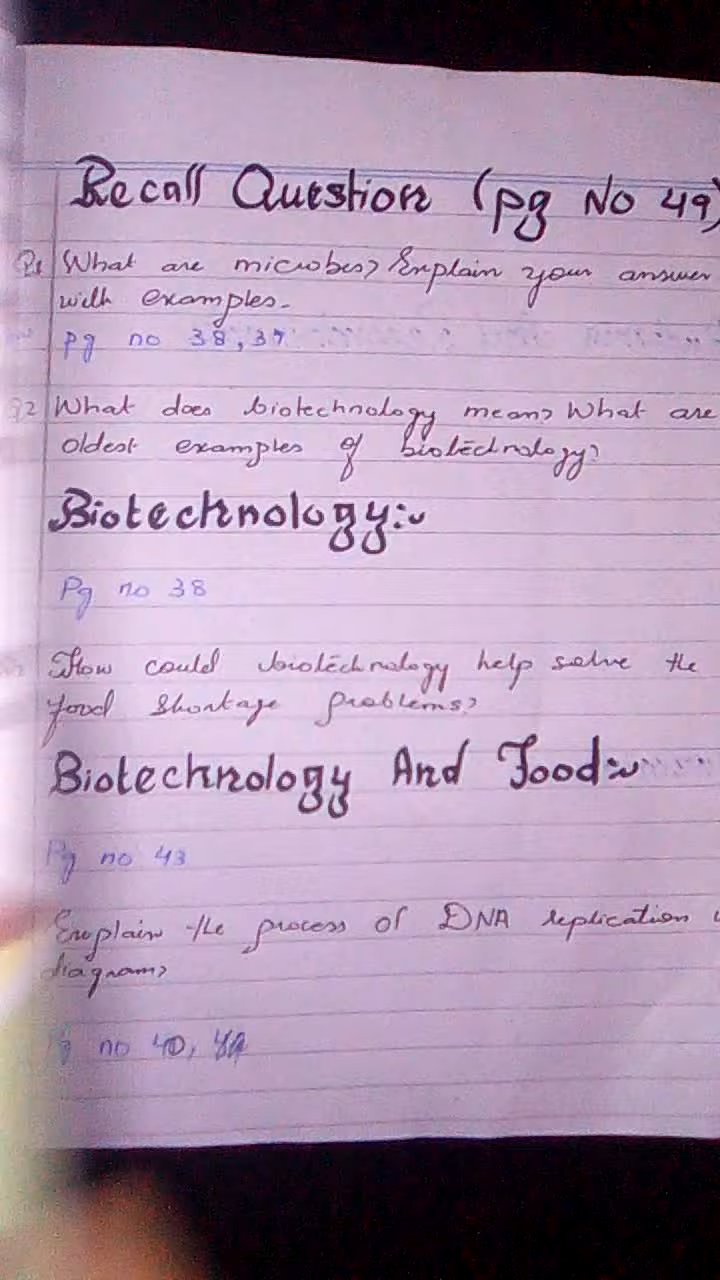 Recall Question (pg No 49)
Q1 What are microbes? Explain your answer
with examples.
pg no 38, 37
Q2 What does biotechnology mean? What are
oldest examples of biotechnology?
Biotechnology:~
Pg no 38
How could biotechnology help solve the
food shortage problems?
Biotechnology And Food:~
Pg no 43
Explain the process of DNA replication
diagram?
no 40,